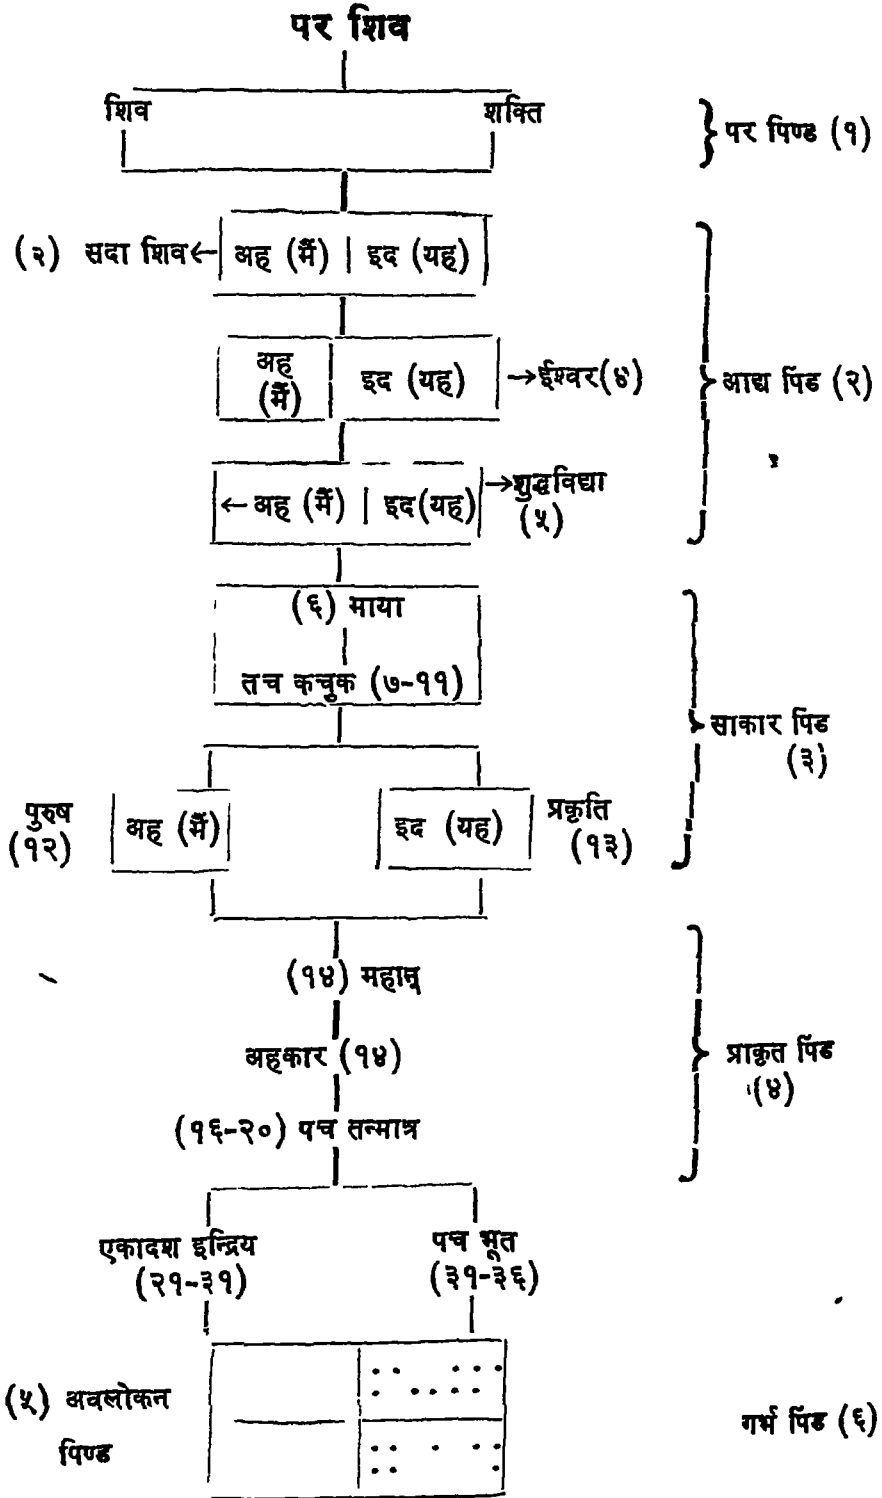 पर शिव
शिव शक्ति
} पर पिण्ड (१)
(२) सदा शिव← अह (मैं) | इद (यह)
अह
(मैं)
इद (यह) →ईश्वर(४)
} आद्य पिंड (२)
← अह (मैं) | इद(यह) →शुद्धविद्या
(५)
(६) माया
तच कचुक (७-११)
} साकार पिंड
(३)
पुरुष
(१२)
अह (मैं) इद (यह) प्रकृति
(१३)
(१४) महान्
अहकार (१४)
} प्राकृत पिंड
(४)
(१६-२०) पच तन्मात्र
एकादश इन्द्रिय
(२१-३१)
पच भूत
(३१-३६)
(५) अवलोकन
पिण्ड
गर्भ पिंड (६)